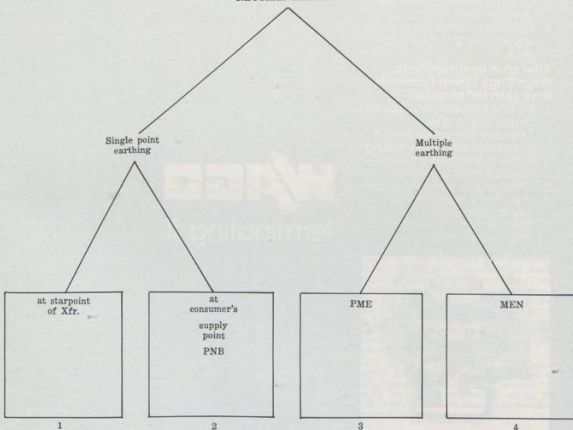 Single point
earthing
Multiple
earthing
at starpoint
of Xfr.
at
consumer's
supply
point
PNB
PME
MEN
1
2
3
4